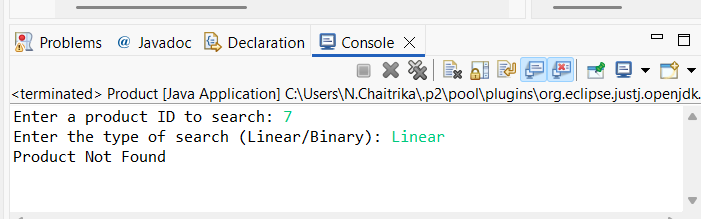 Problems @ Javadoc Declaration Console
<terminated> Product [Java Application] C:\Users\N.Chaitrika\.p2\pool\plugins\org.eclipse.justj.openjdk.
Enter a product ID to search: 7
Enter the type of search (Linear/Binary): Linear
Product Not Found